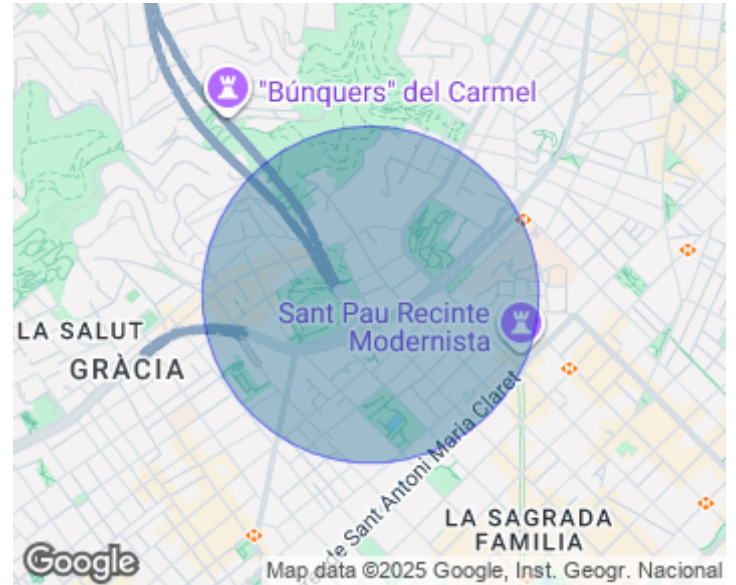 "Búnquers" del Carmel
Sant Pau Recinte
Modernista
LA SALUT
GRÀCIA
de Sant Antoni Maria Claret
LA SAGRADA
FAMILIA
Google
Map data ©2025 Google, Inst. Geogr. Nacional